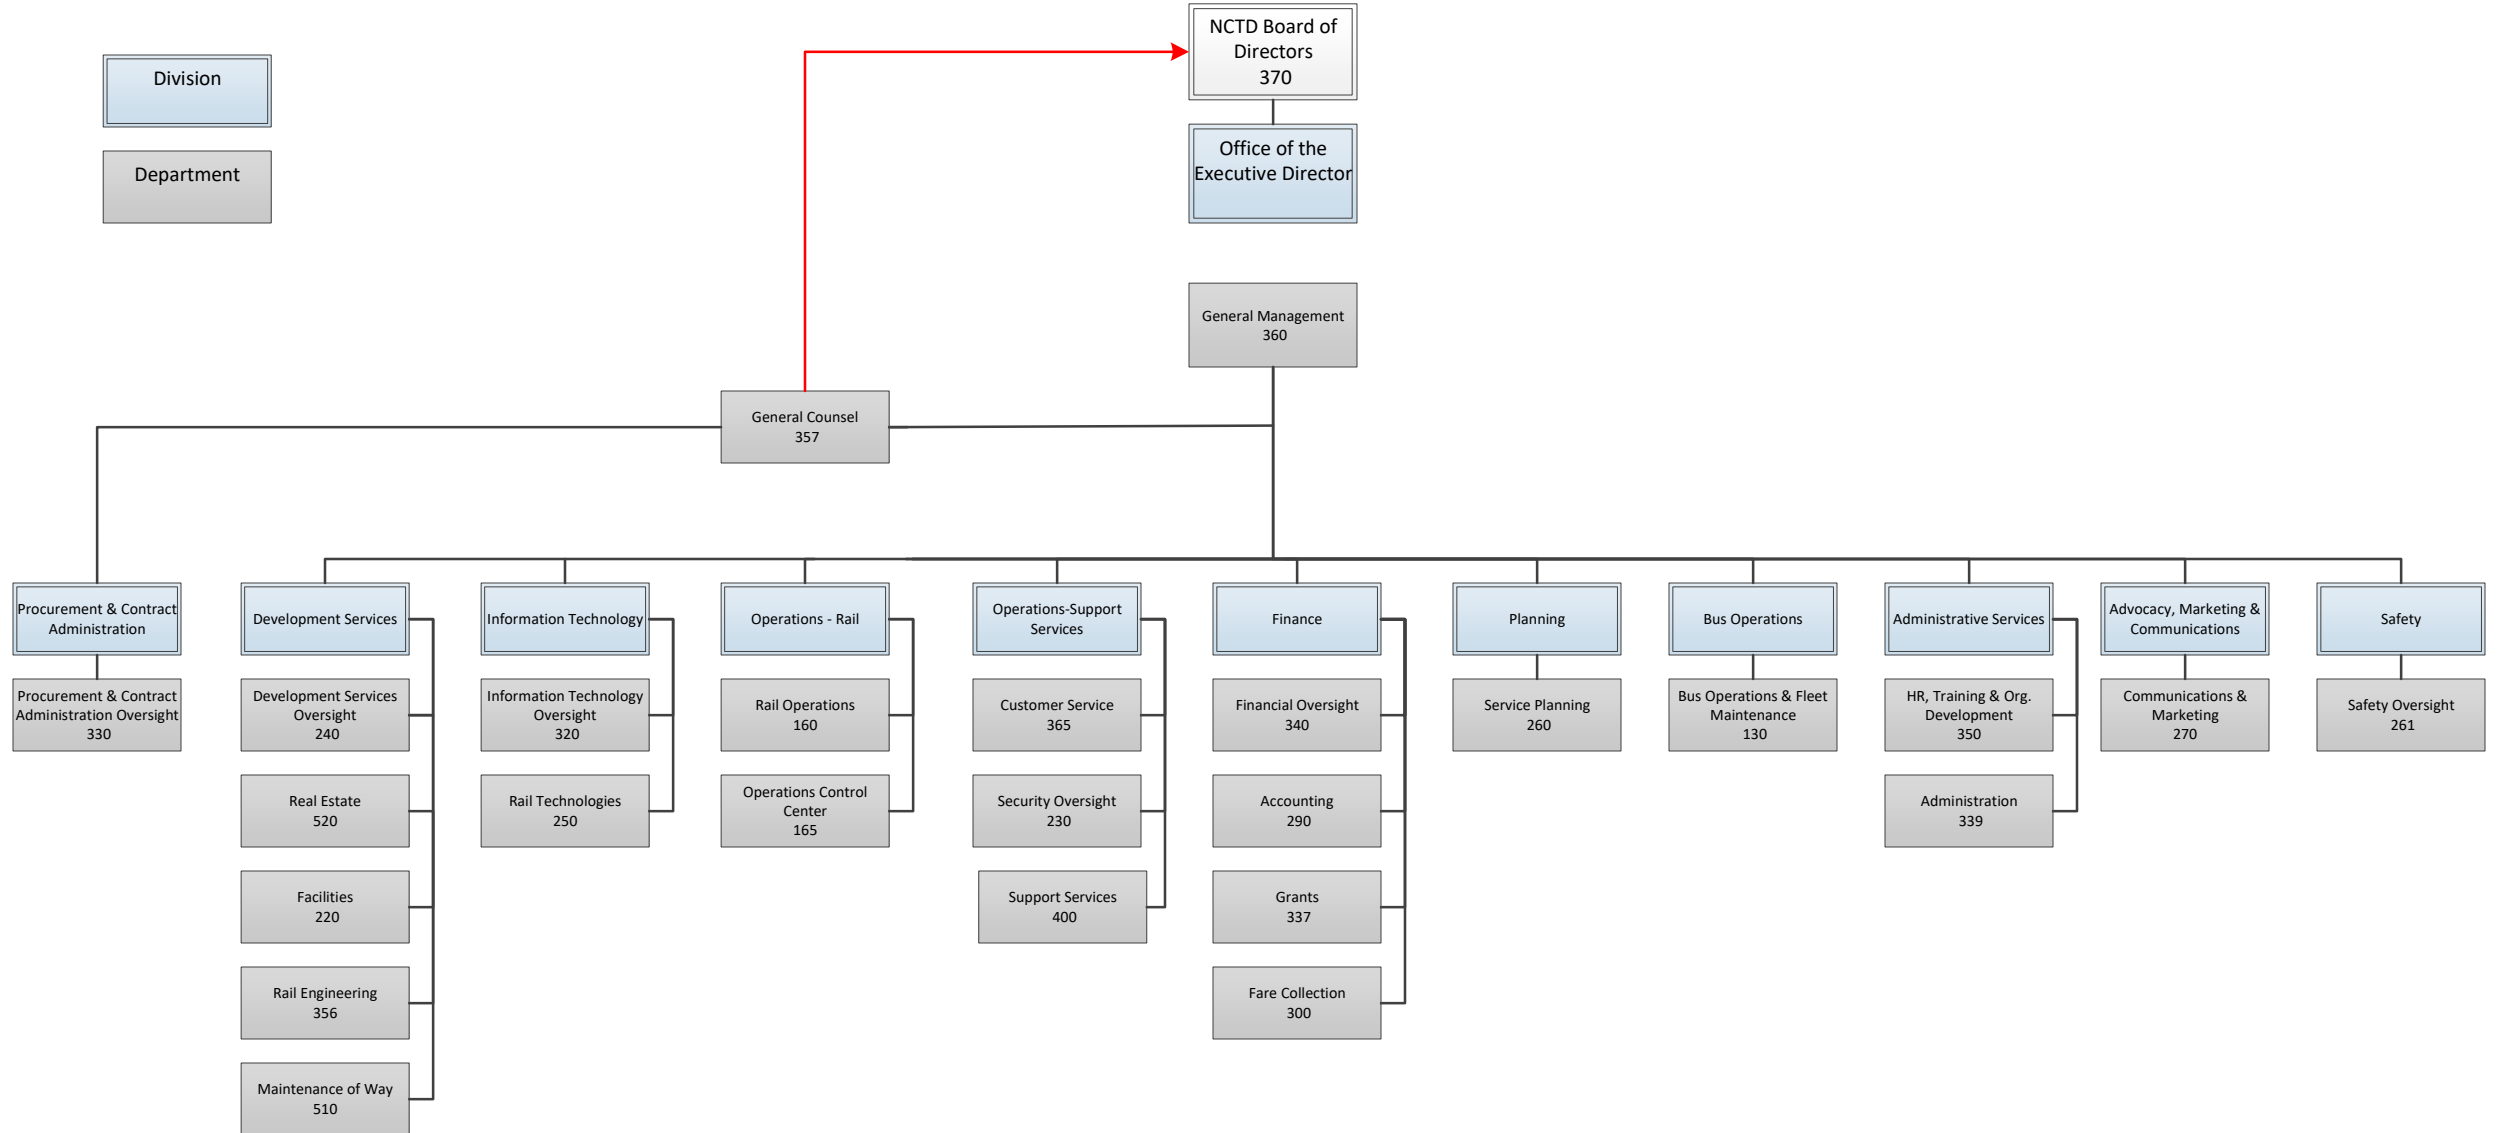 Division
Department
NCTD Board of
Directors
370
Office of the
Executive Director
General Management
360
General Counsel
357
Procurement & Contract
Administration
Procurement & Contract
Administration Oversight
330
Development Services
Development Services
Oversight
240
Real Estate
520
Facilities
220
Rail Engineering
356
Maintenance of Way
510
Information Technology
Information Technology
Oversight
320
Rail Technologies
250
Operations - Rail
Rail Operations
160
Operations Control
Center
165
Operations-Support
Services
Customer Service
365
Security Oversight
230
Support Services
400
Finance
Financial Oversight
340
Accounting
290
Grants
337
Fare Collection
300
Planning
Service Planning
260
Bus Operations
Bus Operations & Fleet
Maintenance
130
Administrative Services
HR, Training & Org.
Development
350
Administration
339
Advocacy, Marketing &
Communications
Communications &
Marketing
270
Safety
Safety Oversight
261